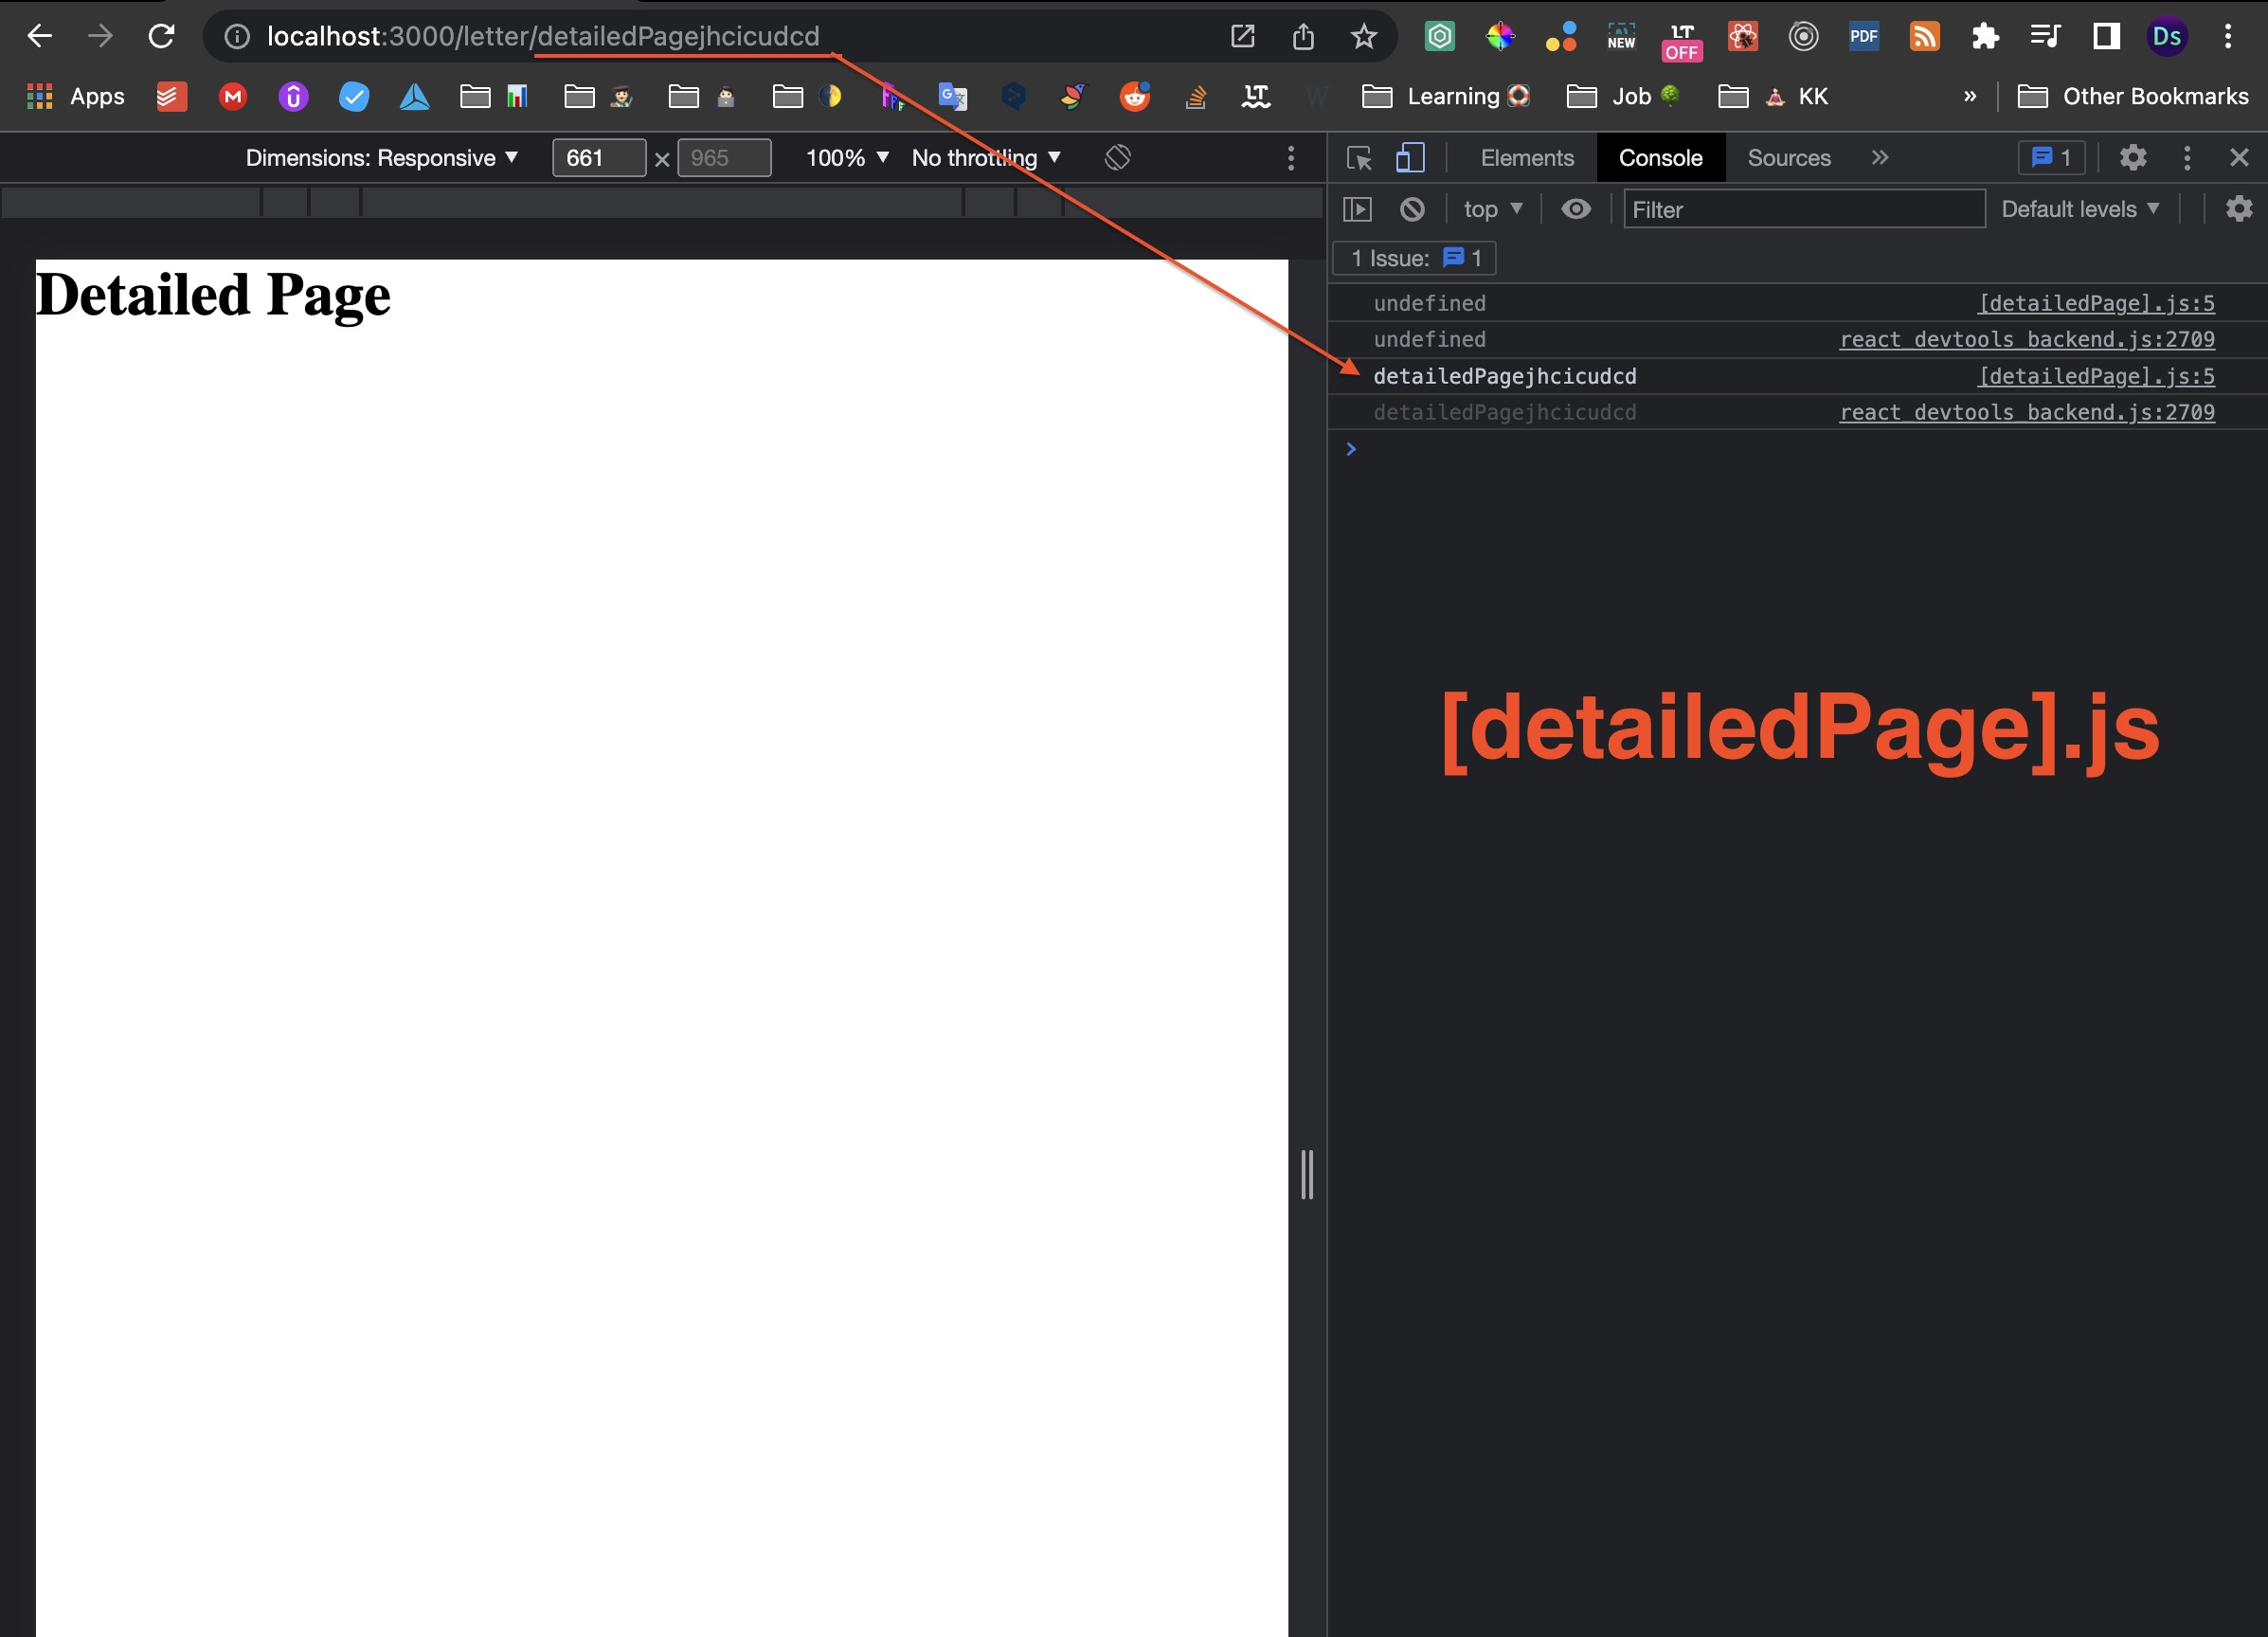 localhost:3000/letter/detailedPagejhcicudcd
NEW
LT
OFF
PDF
Ds
Apps
LT
W
Learning
Job
KK
»
Other Bookmarks
Dimensions: Responsive ▼ 661 × 965 100% ▼ No throttling ▼
Elements Console Sources » 1
top ▼ Filter Default levels ▼
1 Issue: 1
Detailed Page
undefined [detailedPage].js:5
undefined react_devtools_backend.js:2709
detailedPagejhcicudcd [detailedPage].js:5
detailedPagejhcicudcd react_devtools_backend.js:2709
[detailedPage].js